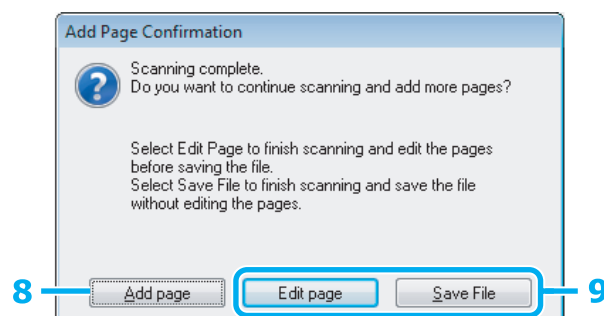 Add Page Confirmation
Scanning complete.
Do you want to continue scanning and add more pages?
Select Edit Page to finish scanning and edit the pages
before saving the file.
Select Save File to finish scanning and save the file
without editing the pages.
8 Add page Edit page Save File 9